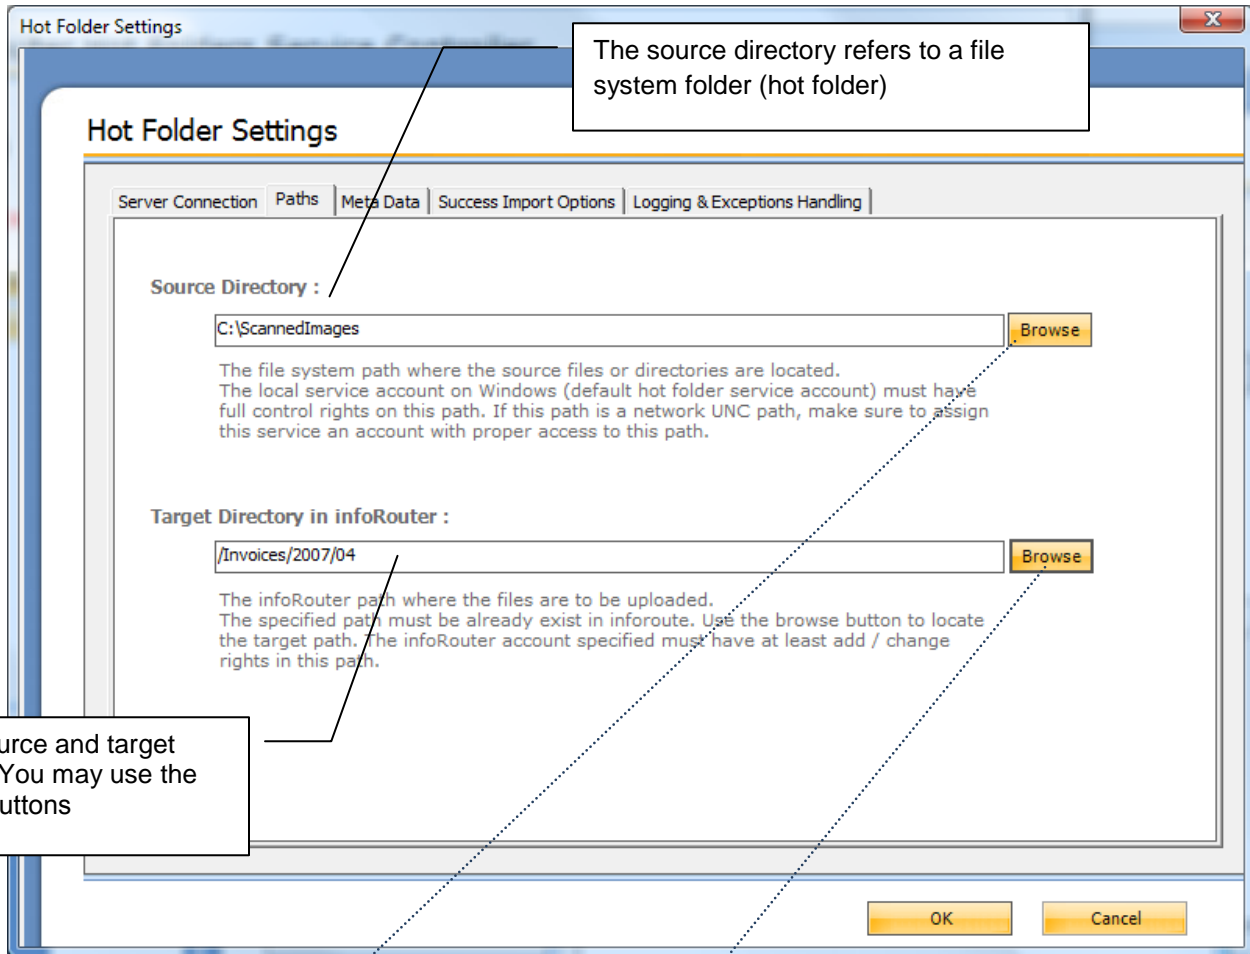 Hot Folder Settings
The source directory refers to a file
system folder (hot folder)
Hot Folder Settings
Server Connection
Paths
Meta Data
Success Import Options
Logging & Exceptions Handling
Source Directory :
C:\ScannedImages
Browse
The file system path where the source files or directories are located.
The local service account on Windows (default hot folder service account) must have
full control rights on this path. If this path is a network UNC path, make sure to assign
this service an account with proper access to this path.
Target Directory in infoRouter :
/Invoices/2007/04
Browse
The infoRouter path where the files are to be uploaded.
The specified path must be already exist in inforoute. Use the browse button to locate
the target path. The infoRouter account specified must have at least add / change
rights in this path.
urce and target
You may use the
uttons
OK
Cancel